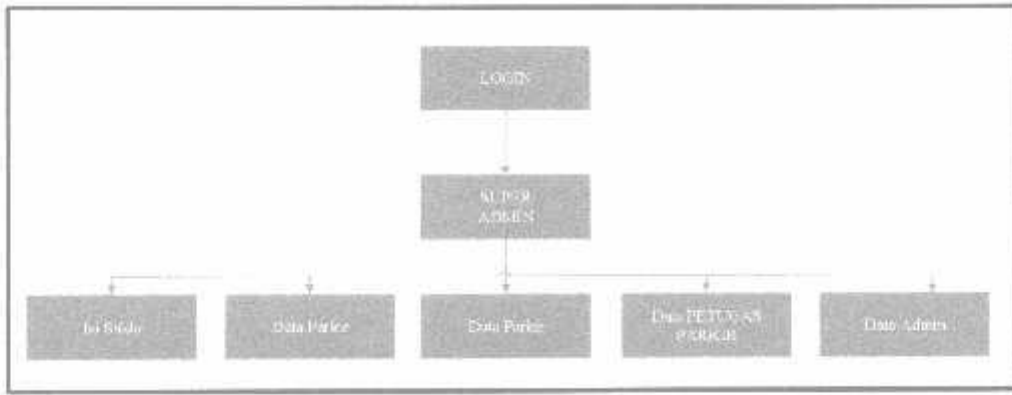 LOGIN
SUPER
ADMIN
Isi Saldo
Data Parkir
Data Parkir
Data PETUGAS
PARKIR
Data Admin